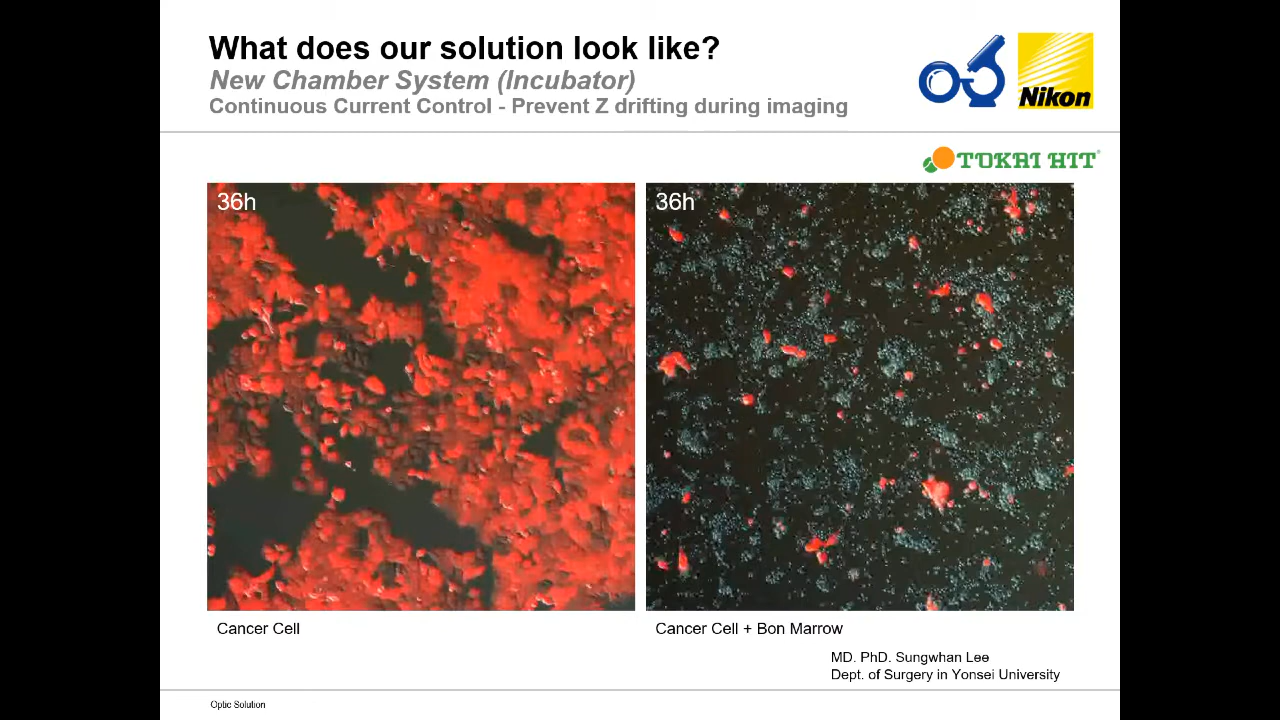 What does our solution look like?
New Chamber System (Incubator)
Continuous Current Control - Prevent Z drifting during imaging
Nikon
TOKAI HIT
36h
36h
Cancer Cell
Cancer Cell + Bon Marrow
MD. PhD. Sungwhan Lee
Dept. of Surgery in Yonsei University
Optic Solution